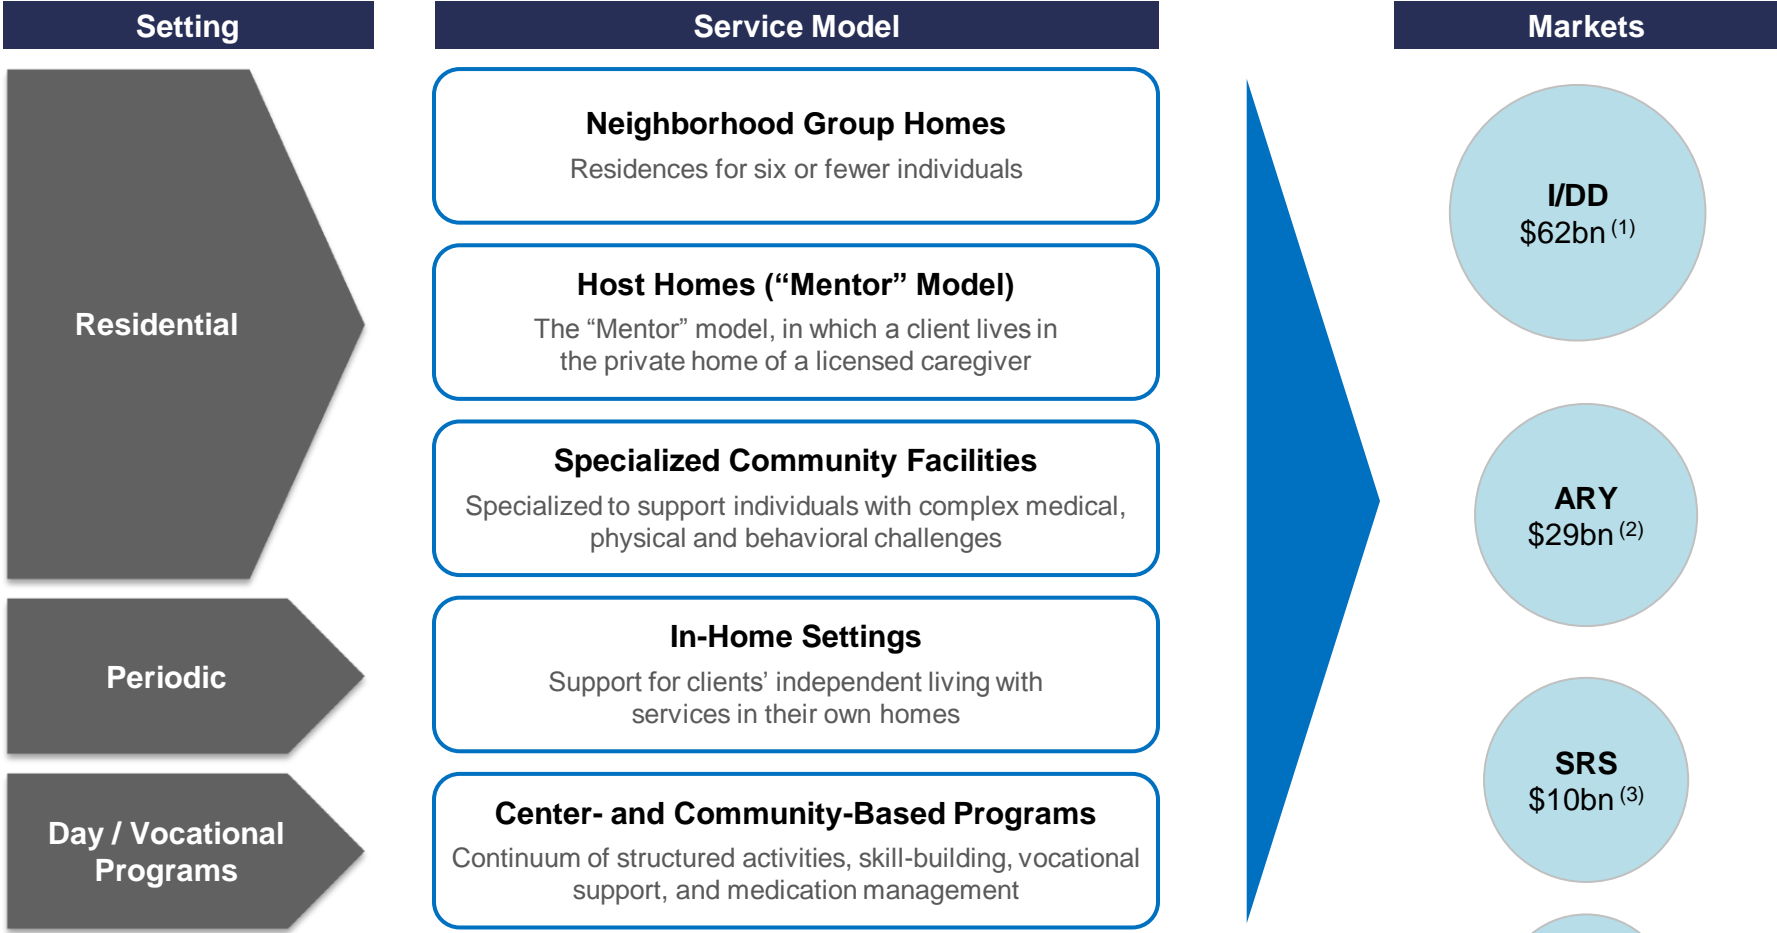 Setting
Service Model
Markets
Residential
Neighborhood Group Homes
Residences for six or fewer individuals
Host Homes (“Mentor” Model)
The “Mentor” model, in which a client lives in
the private home of a licensed caregiver
Specialized Community Facilities
Specialized to support individuals with complex medical,
physical and behavioral challenges
Periodic
In-Home Settings
Support for clients’ independent living with
services in their own homes
Day / Vocational
Programs
Center- and Community-Based Programs
Continuum of structured activities, skill-building, vocational
support, and medication management
I/DD
$62bn (1)
ARY
$29bn (2)
SRS
$10bn (3)